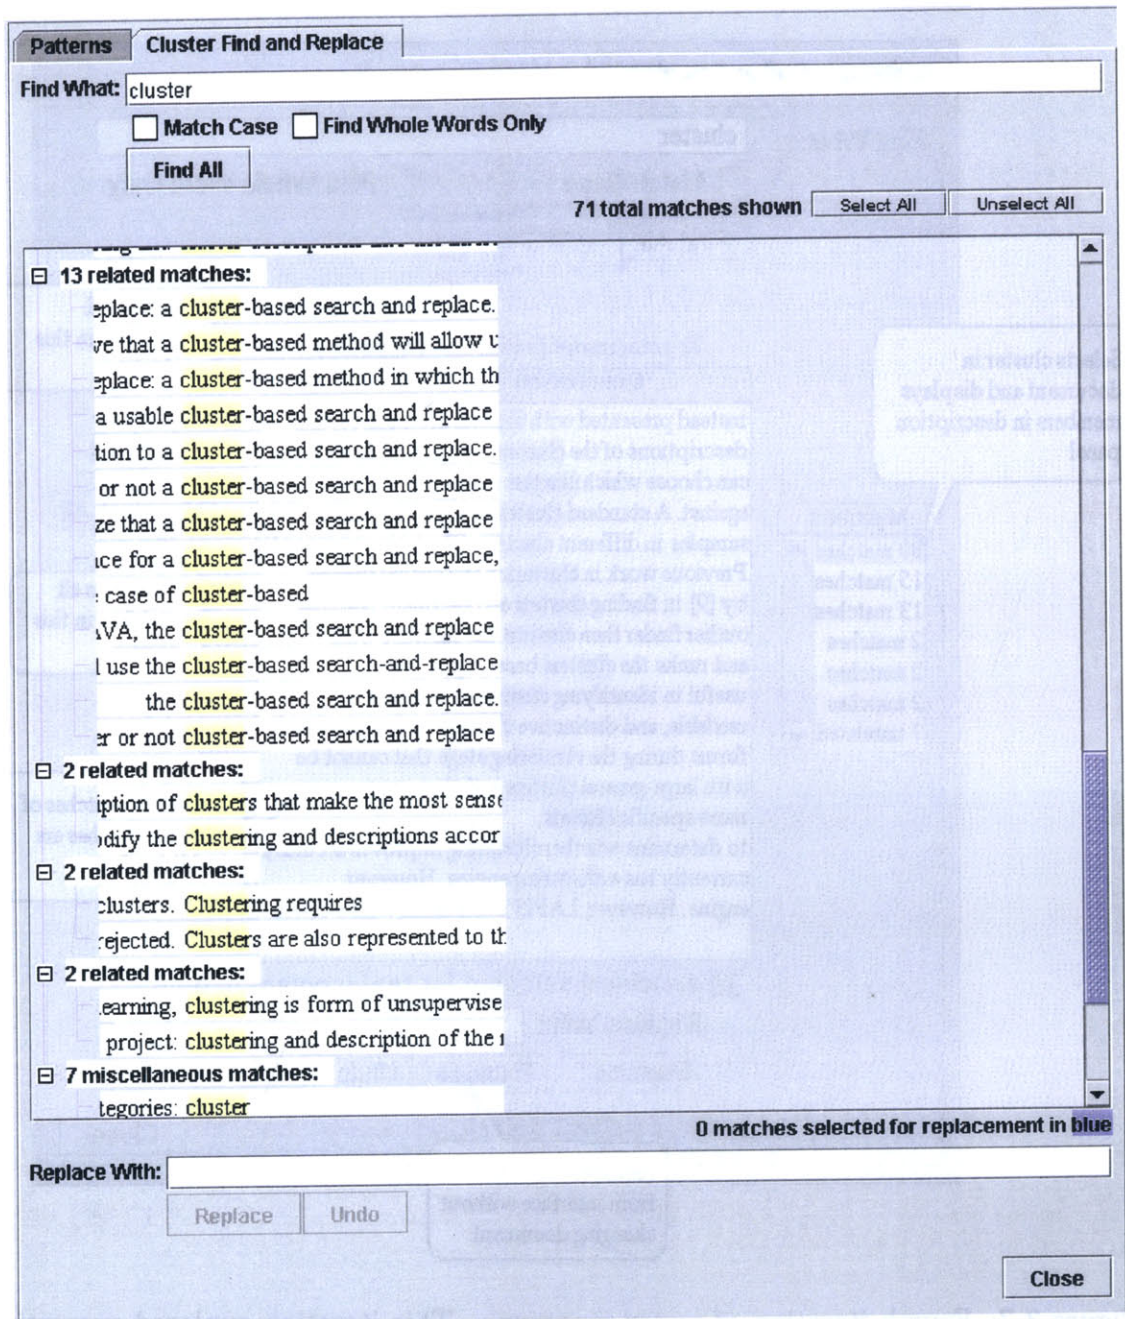 Patterns
Cluster Find and Replace
Find What: cluster
Match Case Find Whole Words Only
Find All
71 total matches shown Select All Unselect All
13 related matches:
eplace: a cluster-based search and replace.
ve that a cluster-based method will allow u
eplace: a cluster-based method in which th
a usable cluster-based search and replace
tion to a cluster-based search and replace.
or not a cluster-based search and replace
ze that a cluster-based search and replace
ice for a cluster-based search and replace,
: case of cluster-based
VA, the cluster-based search and replace
l use the cluster-based search-and-replace
the cluster-based search and replace.
er or not cluster-based search and replace
2 related matches:
iption of clusters that make the most sense
odify the clustering and descriptions accor
2 related matches:
clusters. Clustering requires
rejected. Clusters are also represented to th
2 related matches:
earning, clustering is form of unsupervise
project: clustering and description of the
7 miscellaneous matches:
tegories: cluster
0 matches selected for replacement in blue
Replace With:
Replace Undo
Close